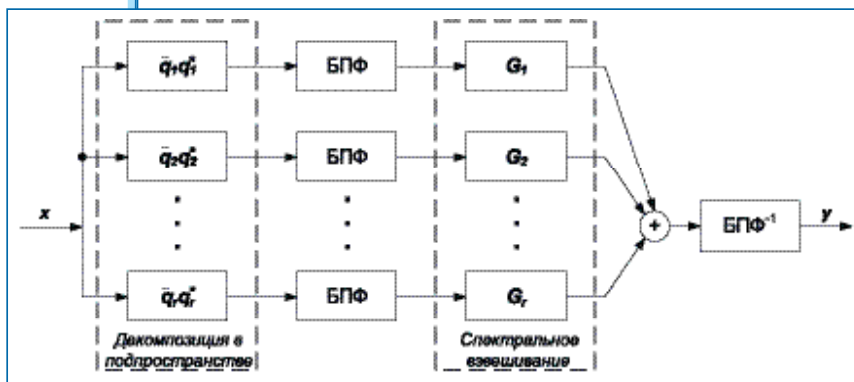 q̄₁q₁* БПФ G₁
q̄₂q₂* БПФ G₂
x
+ БПФ⁻¹ y
q̄ᵣqᵣ* БПФ Gᵣ
Декомпозиция в
подпространстве
Спектральное
взвешивание